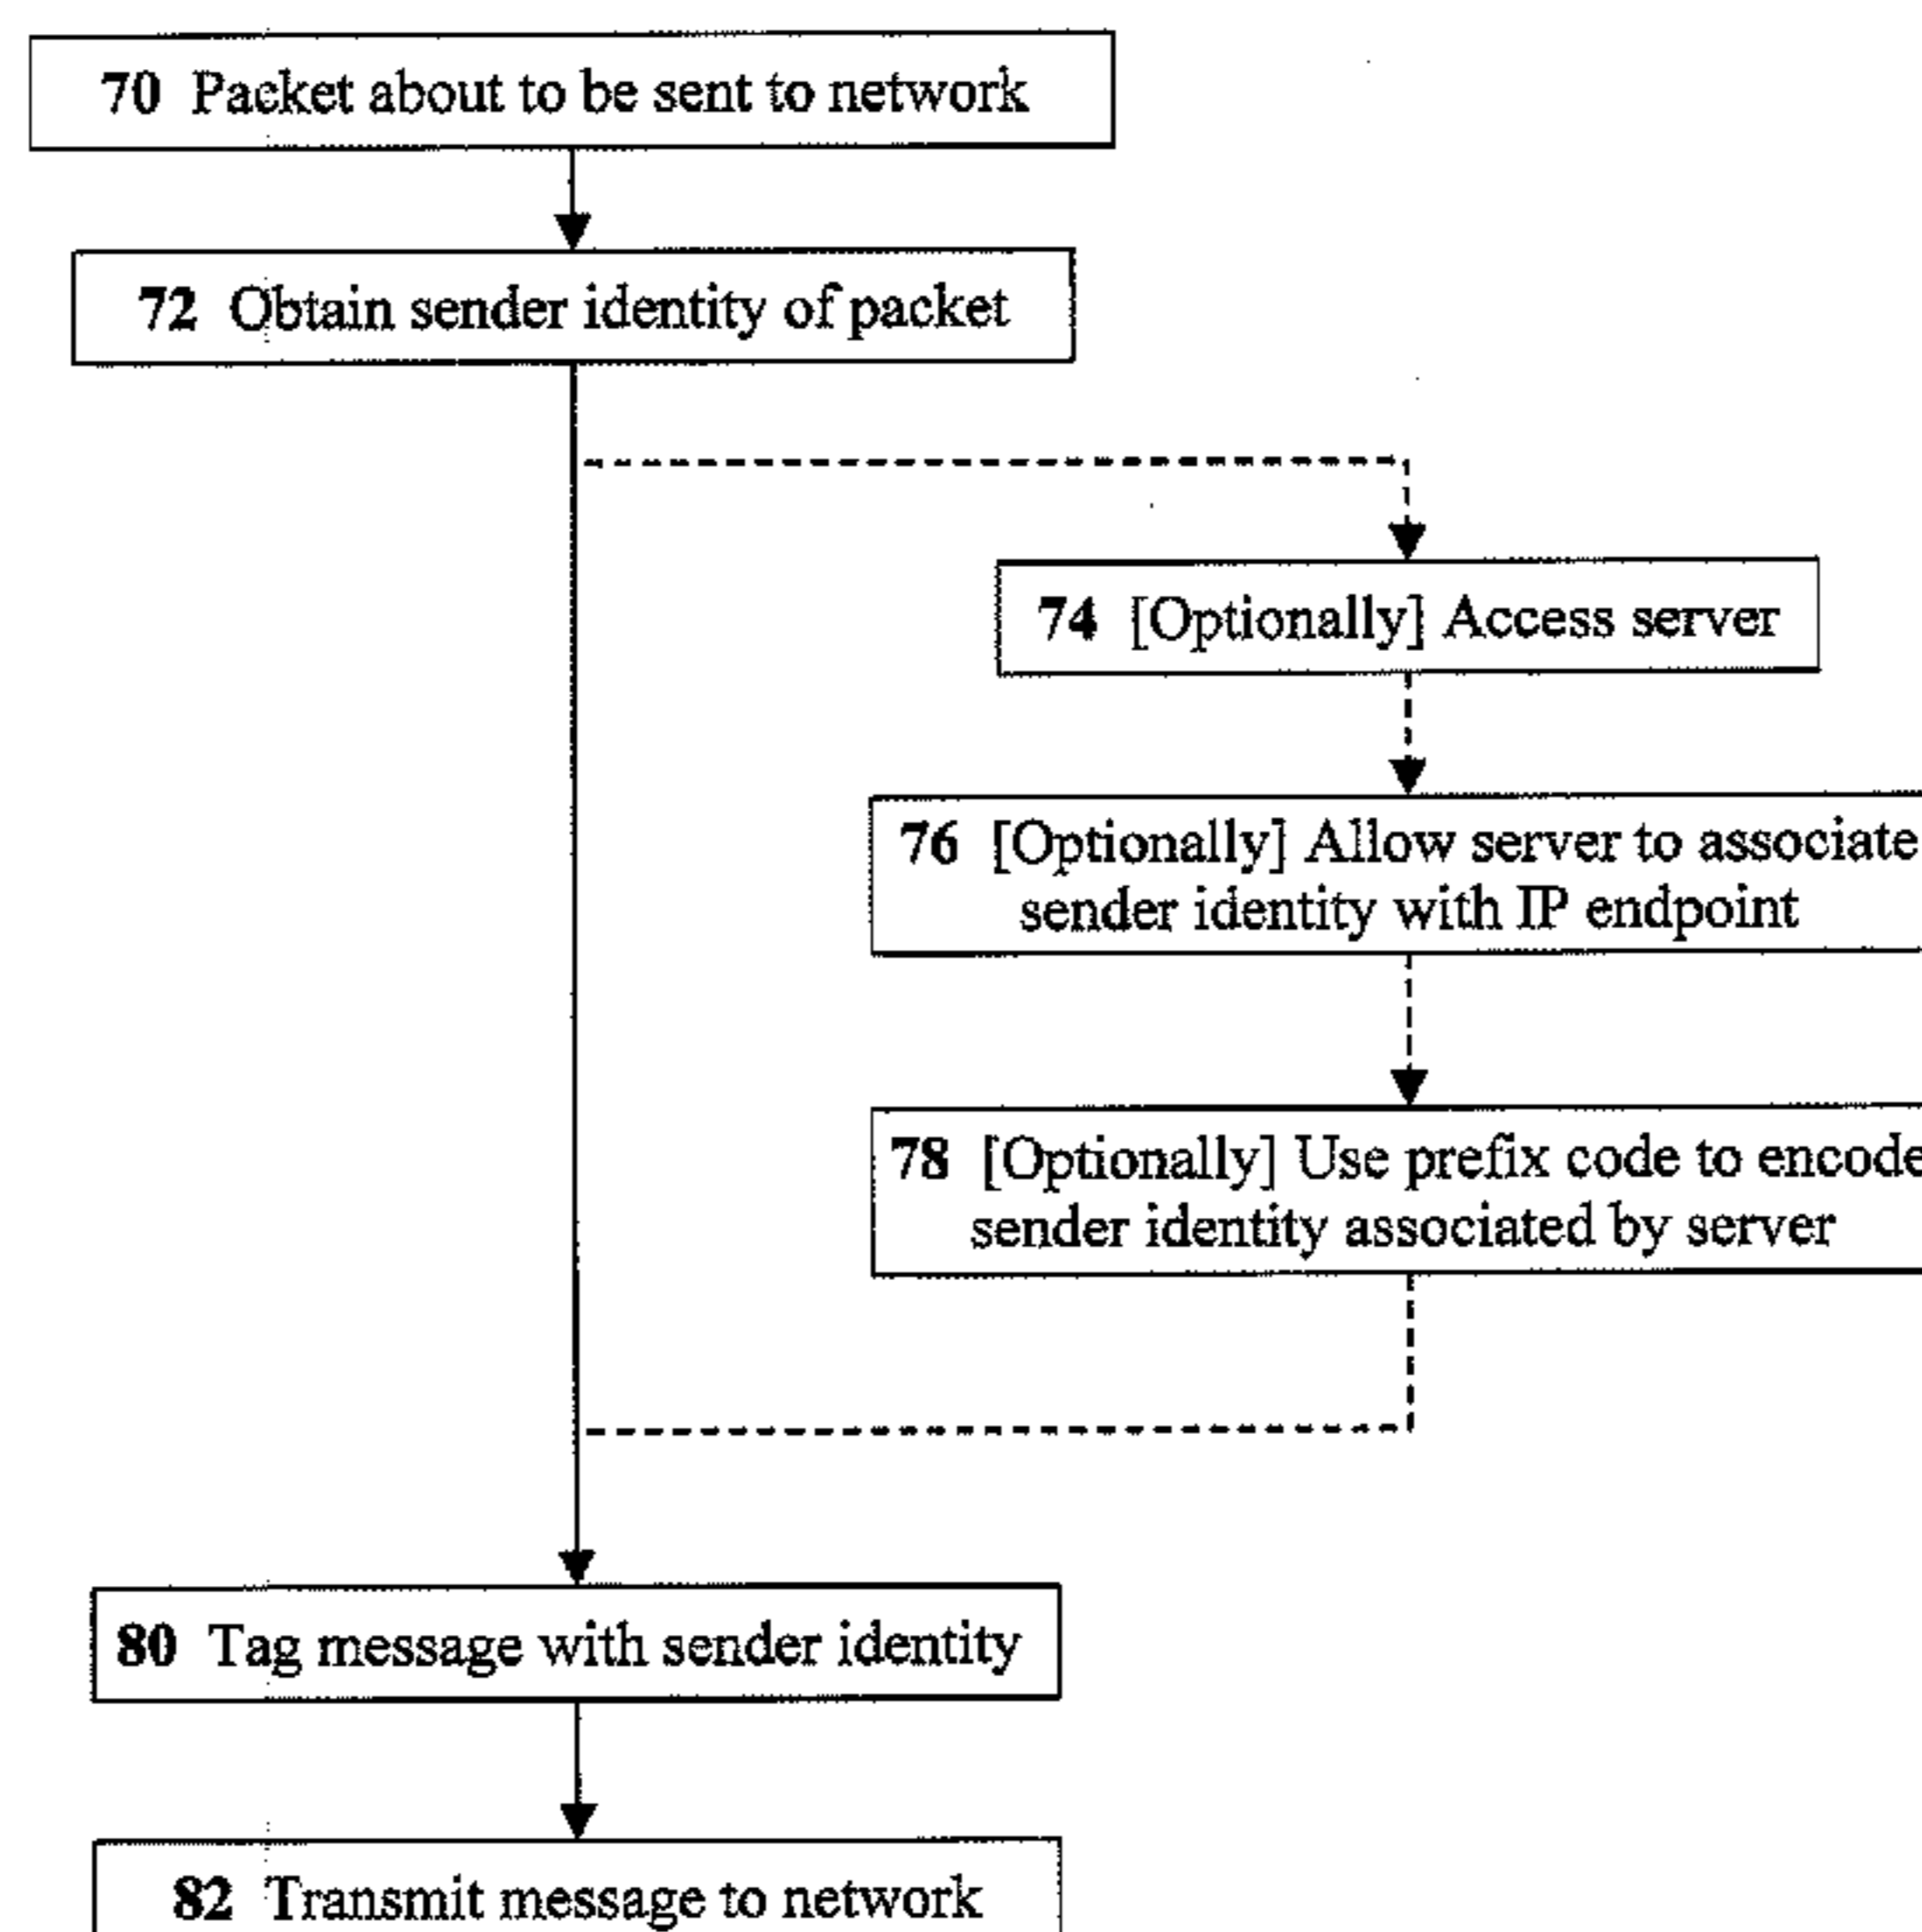 70 Packet about to be sent to network
72 Obtain sender identity of packet
74 [Optionally] Access server
76 [Optionally] Allow server to associate
sender identity with IP endpoint
78 [Optionally] Use prefix code to encode
sender identity associated by server
80 Tag message with sender identity
82 Transmit message to network